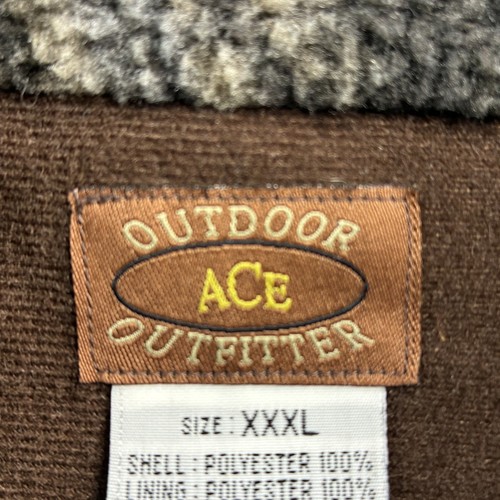 OUTDOOR
ACE
OUTFITTER
SIZE : XXXL
SHELL : POLYESTER 100%
LINING : POLYESTER 100%